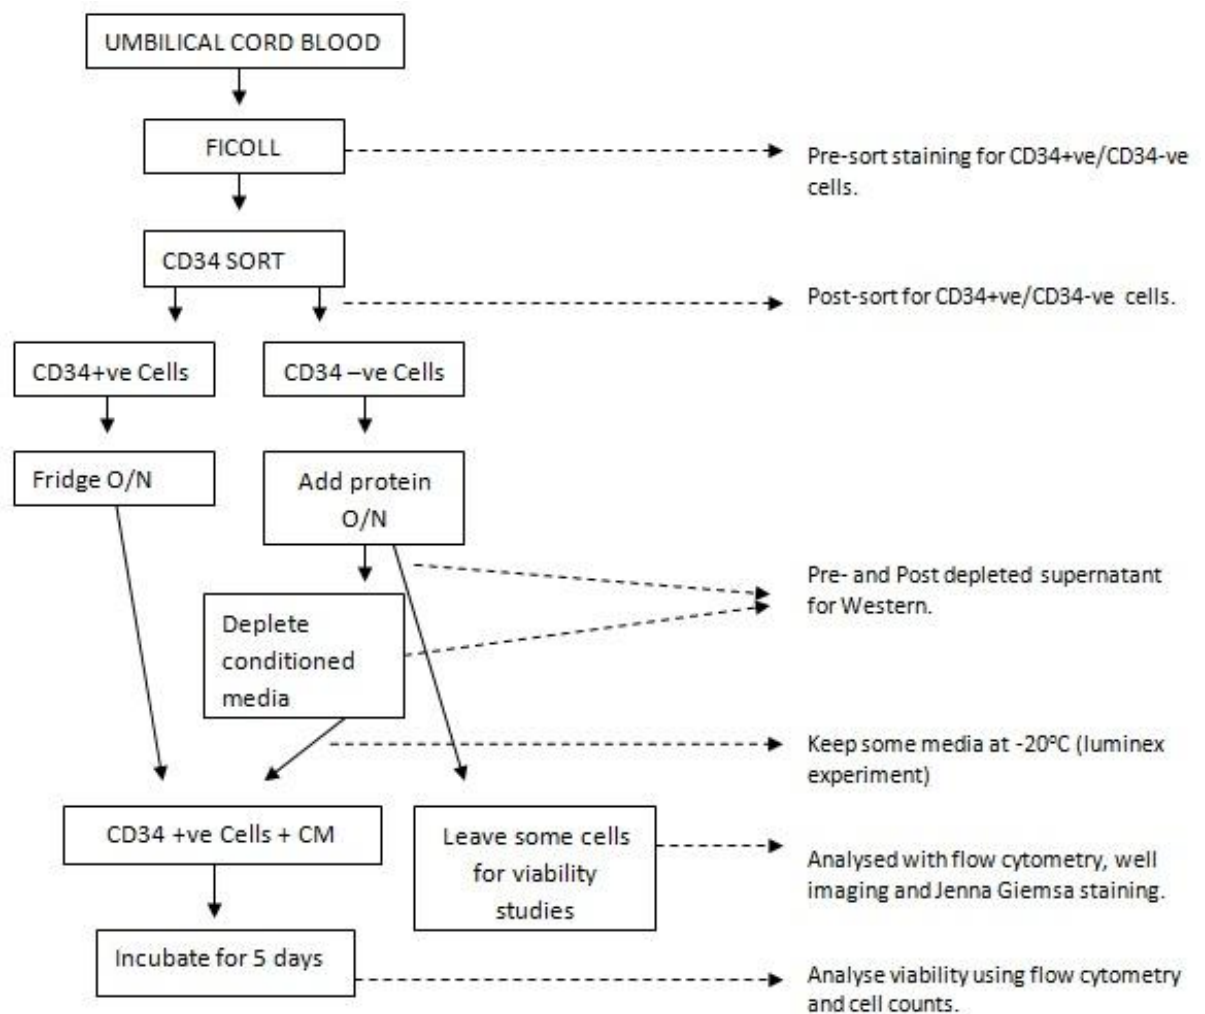 UMBILICAL CORD BLOOD
FICOLL
Pre-sort staining for CD34+ve/CD34-ve
cells.
CD34 SORT
Post-sort for CD34+ve/CD34-ve cells.
CD34+ve Cells
CD34 –ve Cells
Fridge O/N
Add protein
O/N
Pre- and Post depleted supernatant
for Western.
Deplete
conditioned
media
Keep some media at -20ºC (luminex
experiment)
CD34 +ve Cells + CM
Leave some cells
for viability
studies
Analysed with flow cytometry, well
imaging and Jenna Giemsa staining.
Incubate for 5 days
Analyse viability using flow cytometry
and cell counts.